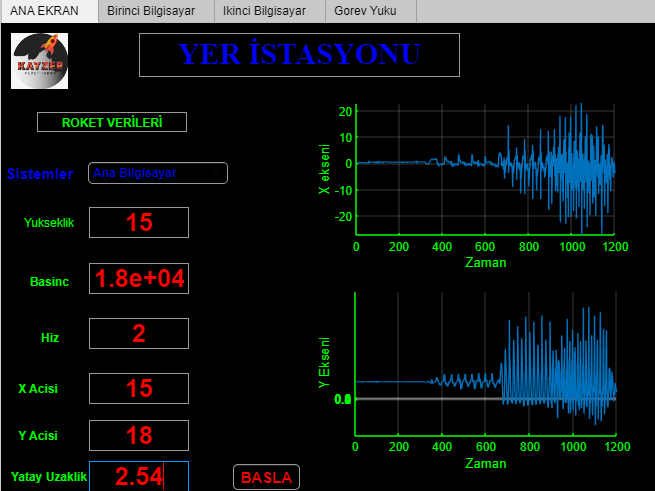 ANA EKRAN
Birinci Bilgisayar
Ikinci Bilgisayar
Gorev Yuku
KAYZER
YER İSTASYONU
ROKET VERİLERİ
Sistemler
Ana Bilgisayar
Yukseklik
15
Basinc
1.8e+04
Hiz
2
X Acisi
15
Y Acisi
18
Yatay Uzaklik
2.54
BASLA
X ekseni
20
10
0
-10
-20
0
200
400
600
800
1000
1200
Zaman
Y Ekseni
0
200
400
600
800
1000
1200
Zaman